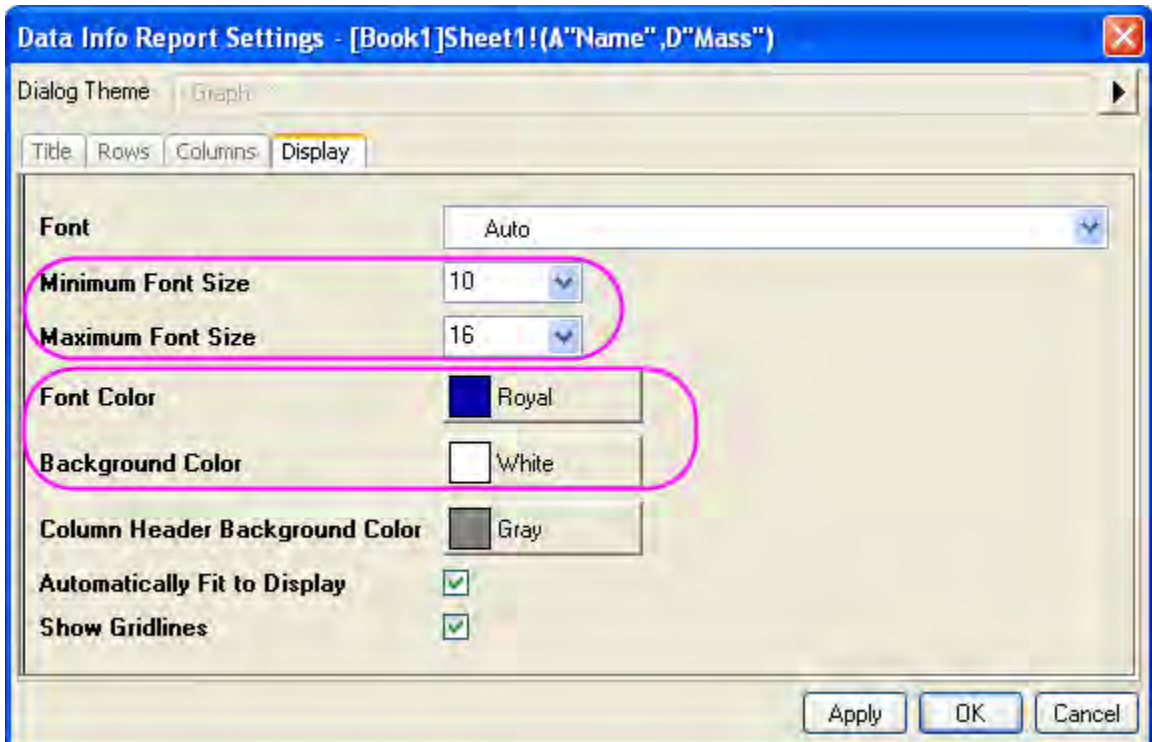 Data Info Report Settings - [Book1]Sheet1!(A"Name",D"Mass")
Dialog Theme Graph
Title Rows Columns Display
Font Auto
Minimum Font Size 10
Maximum Font Size 16
Font Color Royal
Background Color White
Column Header Background Color Gray
Automatically Fit to Display
Show Gridlines
Apply OK Cancel